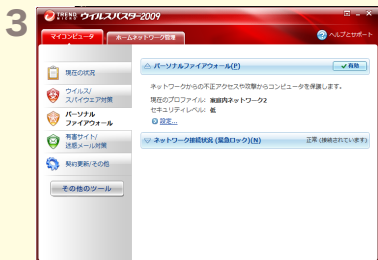 3
TREND MICRO ウイルスバスター2009
マイコンピュータ
ホームネットワーク管理
ヘルプとサポート
現在の状況
ウイルス/
スパイウェア対策
パーソナル
ファイアウォール
有害サイト/
迷惑メール対策
契約更新/その他
その他のツール
パーソナルファイアウォール(P)
有効
ネットワークからの不正アクセスや攻撃からコンピュータを保護します。
現在のプロファイル: 家庭内ネットワーク2
セキュリティレベル: 低
設定...
ネットワーク接続状況 (緊急ロック)(N)
正常 (接続されています)